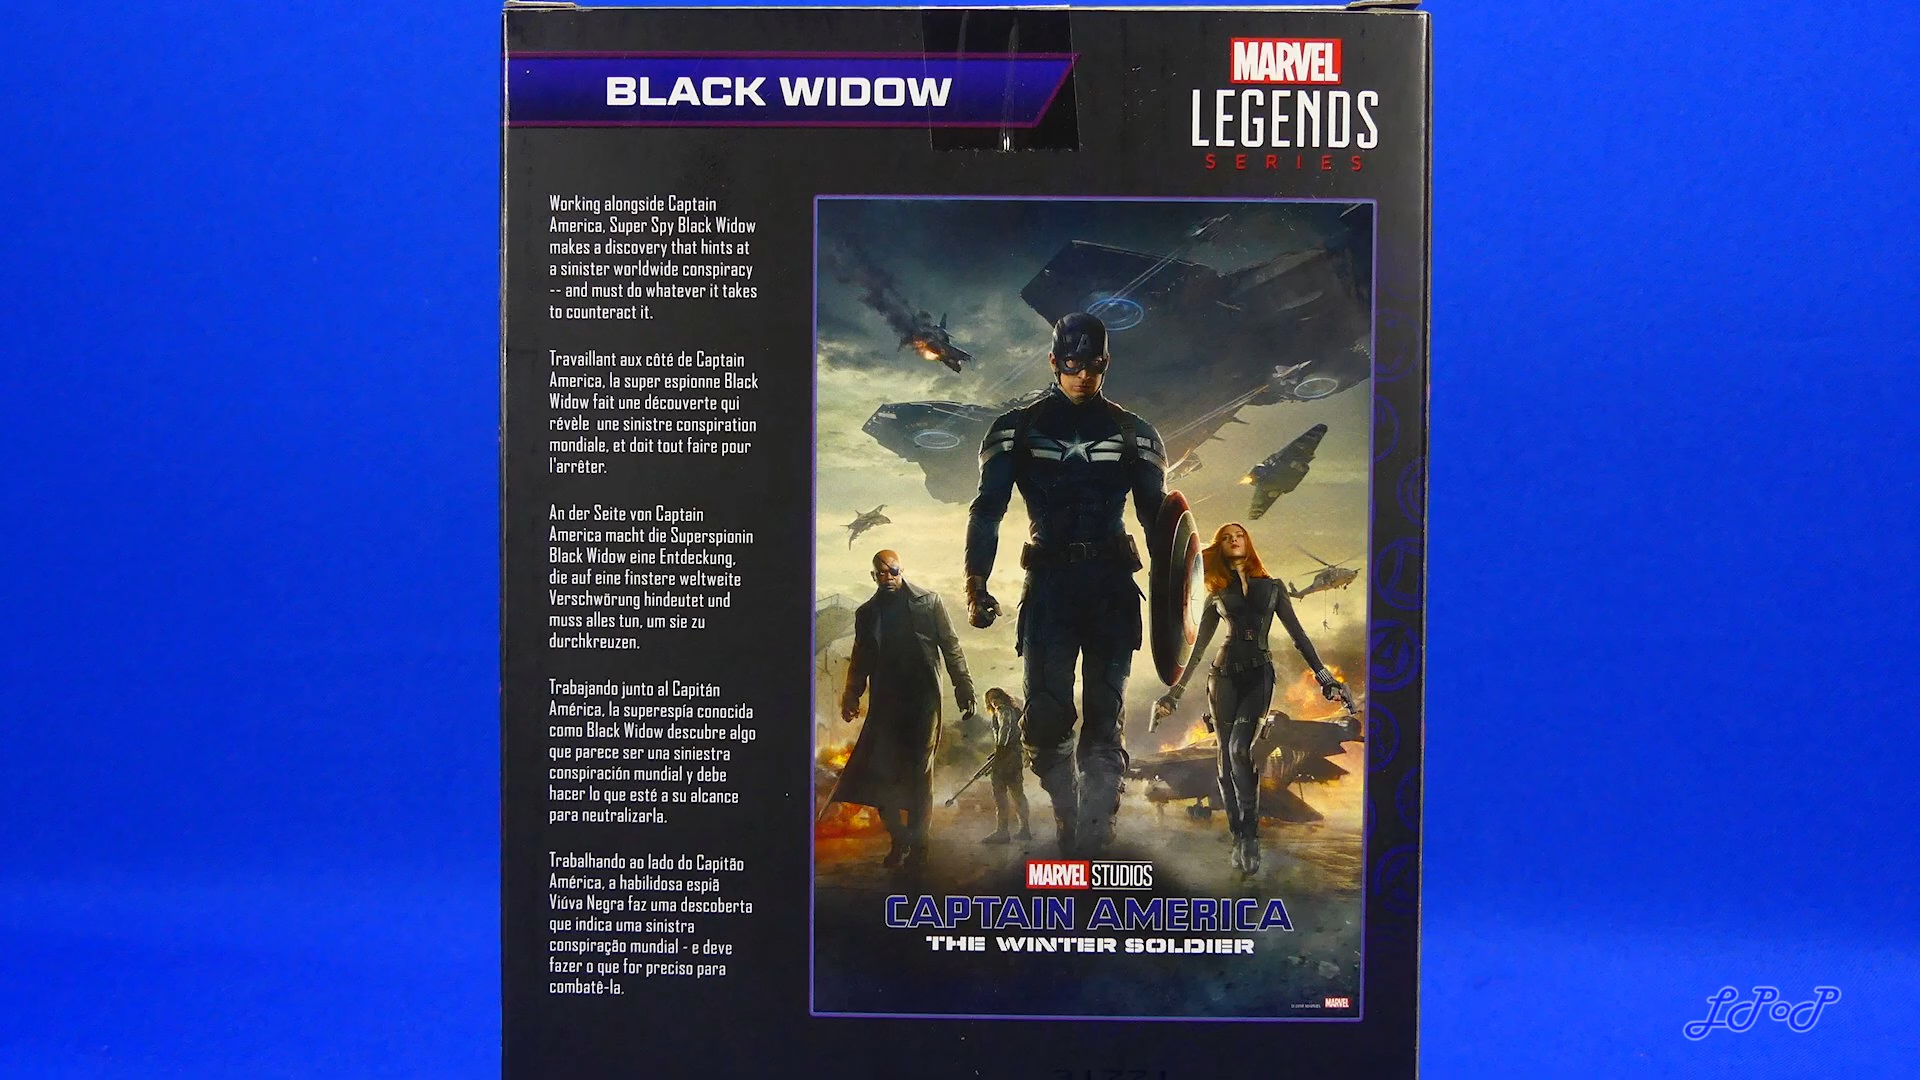 BLACK WIDOW
MARVEL
LEGENDS
SERIES
Working alongside Captain
America, Super Spy Black Widow
makes a discovery that hints at
a sinister worldwide conspiracy
-- and must do whatever it takes
to counteract it.
Travaillant aux côté de Captain
America, la super espionne Black
Widow fait une découverte qui
révèle une sinistre conspiration
mondiale, et doit tout faire pour
l'arrêter.
An der Seite von Captain
America macht die Superspionin
Black Widow eine Entdeckung,
die auf eine finstere weltweite
Verschwörung hindeutet und
muss alles tun, um sie zu
durchkreuzen.
Trabajando junto al Capitán
América, la superespía conocida
como Black Widow descubre algo
que parece ser una siniestra
conspiración mundial y debe
hacer lo que esté a su alcance
para neutralizarla.
Trabalhando ao lado do Capitão
América, a habilidosa espiã
Viúva Negra faz uma descoberta
que indica uma sinistra
conspiração mundial - e deve
fazer o que for preciso para
combatê-la.
A
MARVEL STUDIOS
CAPTAIN AMERICA
THE WINTER SOLDIER
MARVEL
LPoP